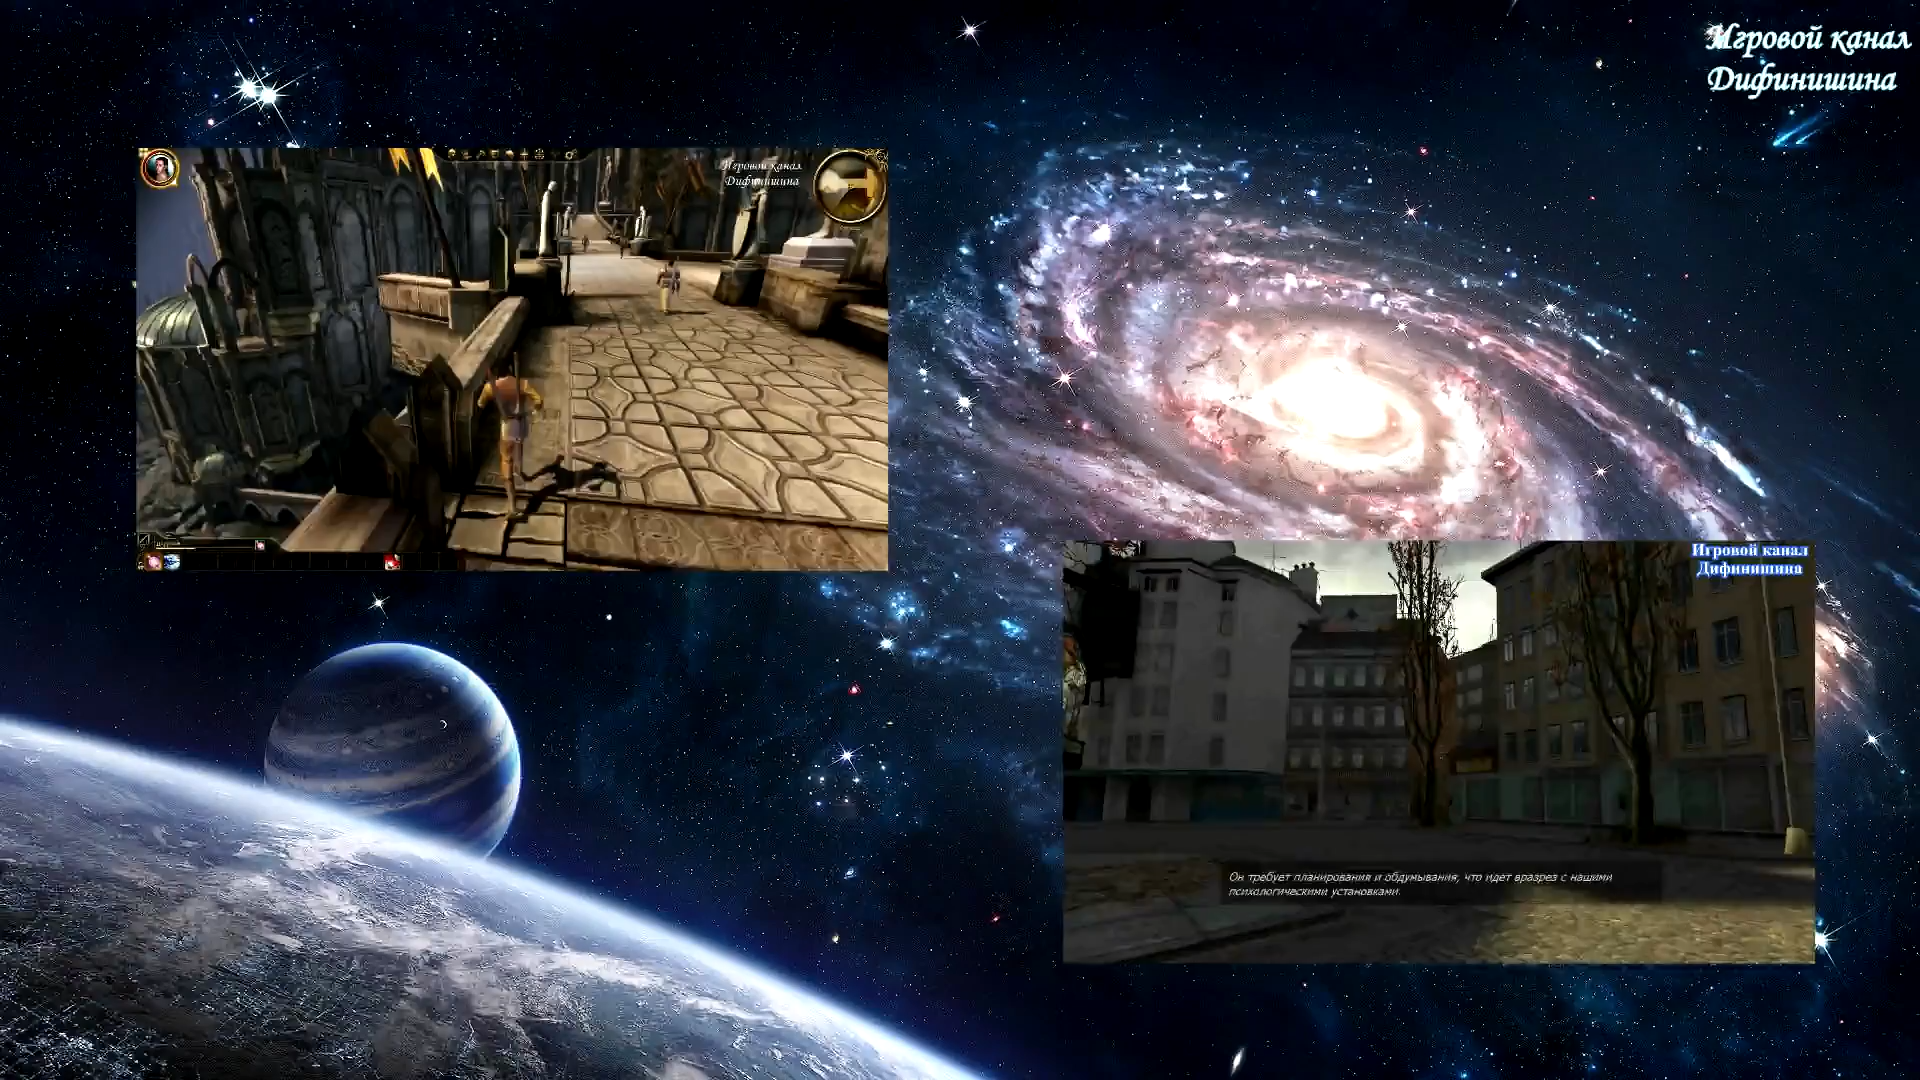 Игровой канал
Дифинишина
Игровой канал
Дифинишина
Игровой канал
Дифинишина
Он требует планирования и обдумывания, что идет вразрез с нашими
психологическими установками.